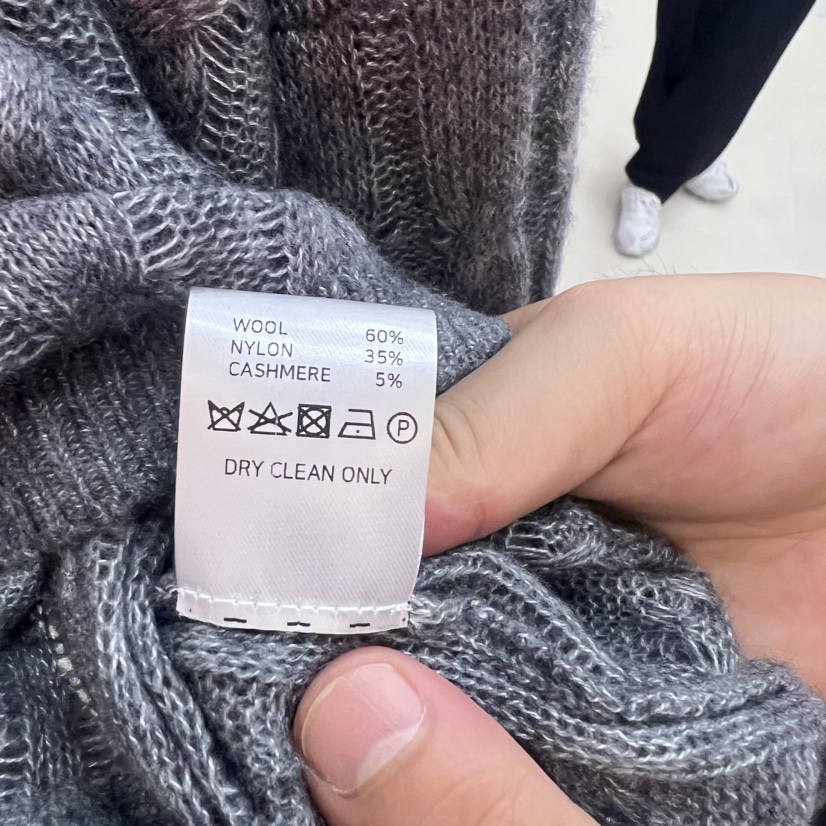 WOOL 60%
NYLON 35%
CASHMERE 5%
P
DRY CLEAN ONLY